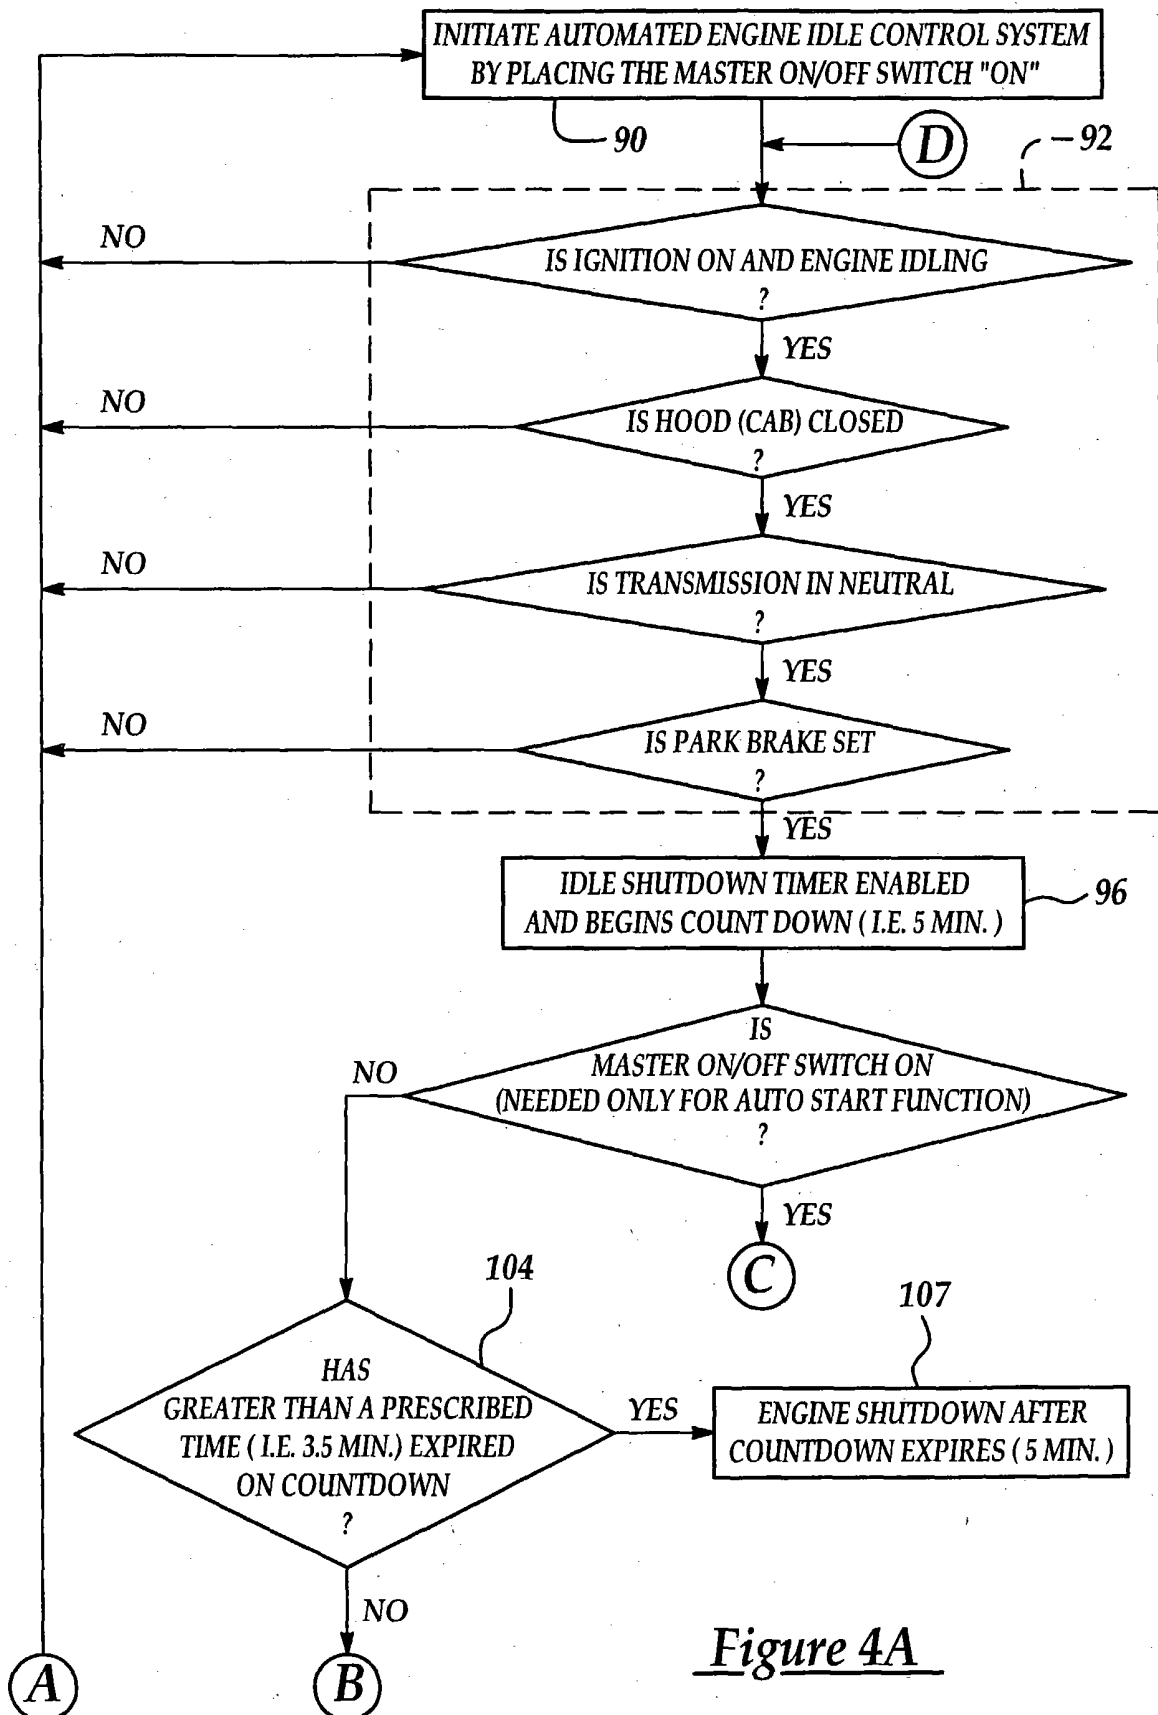 INITIATE AUTOMATED ENGINE IDLE CONTROL SYSTEM
BY PLACING THE MASTER ON/OFF SWITCH "ON"
90
D
92
NO
IS IGNITION ON AND ENGINE IDLING
?
YES
NO
IS HOOD (CAB) CLOSED
?
YES
NO
IS TRANSMISSION IN NEUTRAL
?
YES
NO
IS PARK BRAKE SET
?
YES
IDLE SHUTDOWN TIMER ENABLED
AND BEGINS COUNT DOWN ( I.E. 5 MIN. )
96
IS
MASTER ON/OFF SWITCH ON
(NEEDED ONLY FOR AUTO START FUNCTION)
?
NO
YES
C
104
107
HAS
GREATER THAN A PRESCRIBED
TIME ( I.E. 3.5 MIN.) EXPIRED
ON COUNTDOWN
?
YES
ENGINE SHUTDOWN AFTER
COUNTDOWN EXPIRES ( 5 MIN. )
NO
A
B
Figure 4A